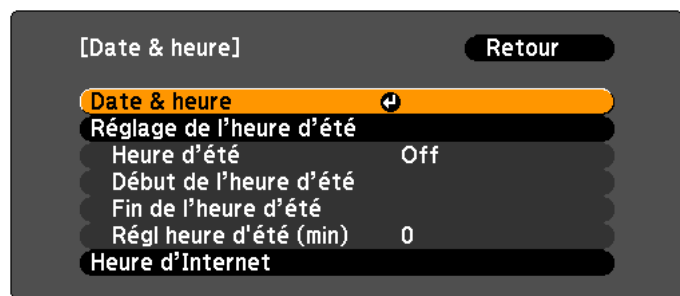 [Date & heure] Retour
Date & heure
Réglage de l’heure d’été
Heure d’été Off
Début de l’heure d’été
Fin de l’heure d’été
Régl heure d'été (min) 0
Heure d’Internet